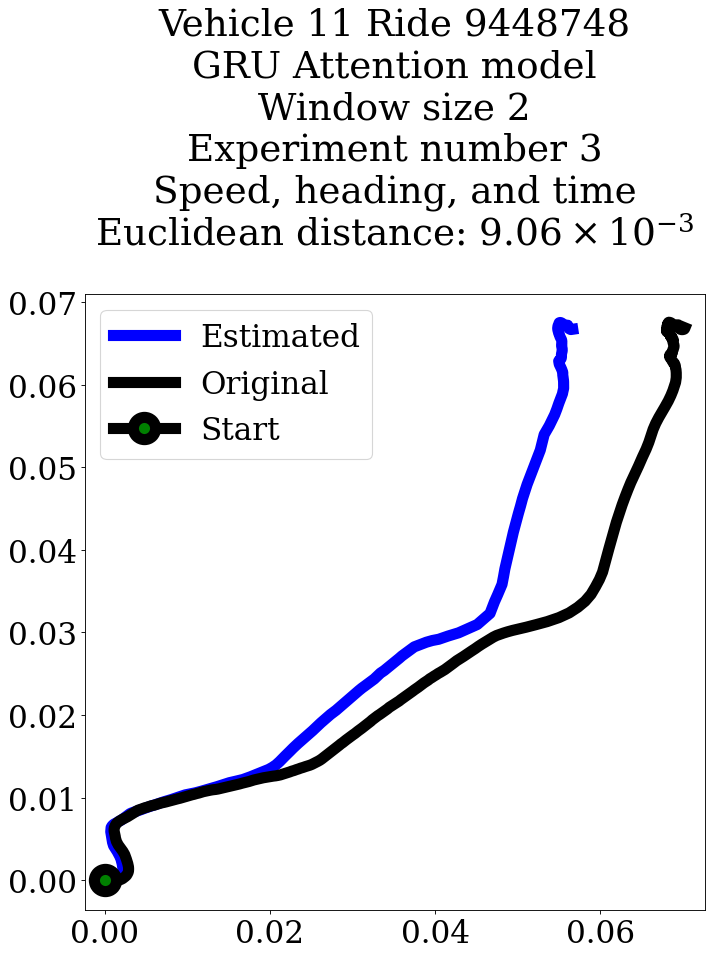 Vehicle 11 Ride 9448748
GRU Attention model
Window size 2
Experiment number 3
Speed, heading, and time
Euclidean distance: 9.06 × 10⁻³
0.07
Estimated
Original
0.06
Start
0.05
0.04
0.03
0.02
0.01
0.00
0.00 0.02 0.04 0.06